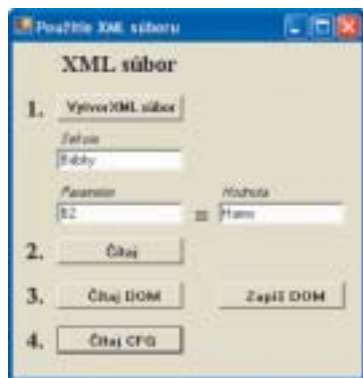 Použitie XML súboru
XML súbor
1. Vytvor XML súbor
Sekcia
Babky
Parameter Hodnota
B2 = Hana
2. Čítaj
3. Čítaj DOM Zapíš DOM
4. Čítaj CFG